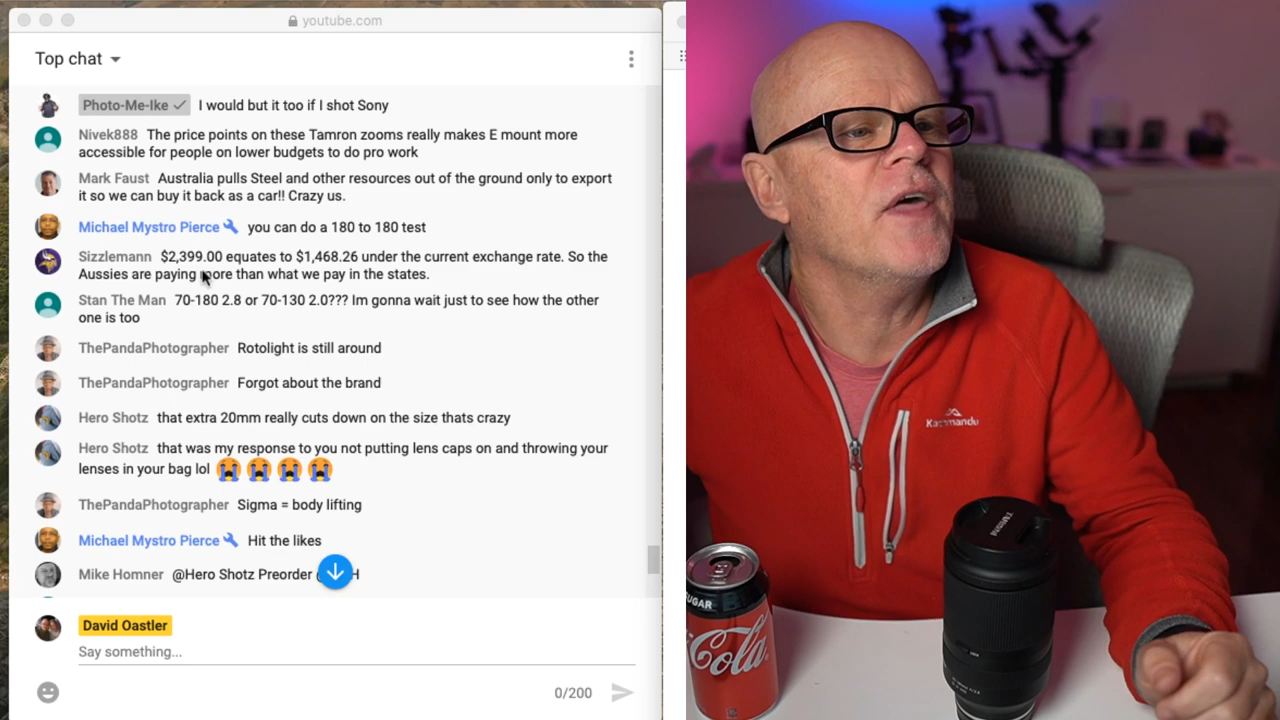 youtube.com
Top chat
Photo-Me-Ike I would but it too if I shot Sony
Nivek888 The price points on these Tamron zooms really makes E mount more
accessible for people on lower budgets to do pro work
Mark Faust Australia pulls Steel and other resources out of the ground only to export
it so we can buy it back as a car!! Crazy us.
Michael Mystro Pierce you can do a 180 to 180 test
Sizzlemann $2,399.00 equates to $1,468.26 under the current exchange rate. So the
Aussies are paying more than what we pay in the states.
Stan The Man 70-180 2.8 or 70-130 2.0??? Im gonna wait just to see how the other
one is too
ThePandaPhotographer Rotolight is still around
ThePandaPhotographer Forgot about the brand
Hero Shotz that extra 20mm really cuts down on the size thats crazy
Hero Shotz that was my response to you not putting lens caps on and throwing your
lenses in your bag lol 😭 😭 😭 😭
ThePandaPhotographer Sigma = body lifting
Michael Mystro Pierce Hit the likes
Mike Homner @Hero Shotz Preorder
David Oastler
Say something...
0/200
Kathmandu
TAMRON
SUGAR
Cola